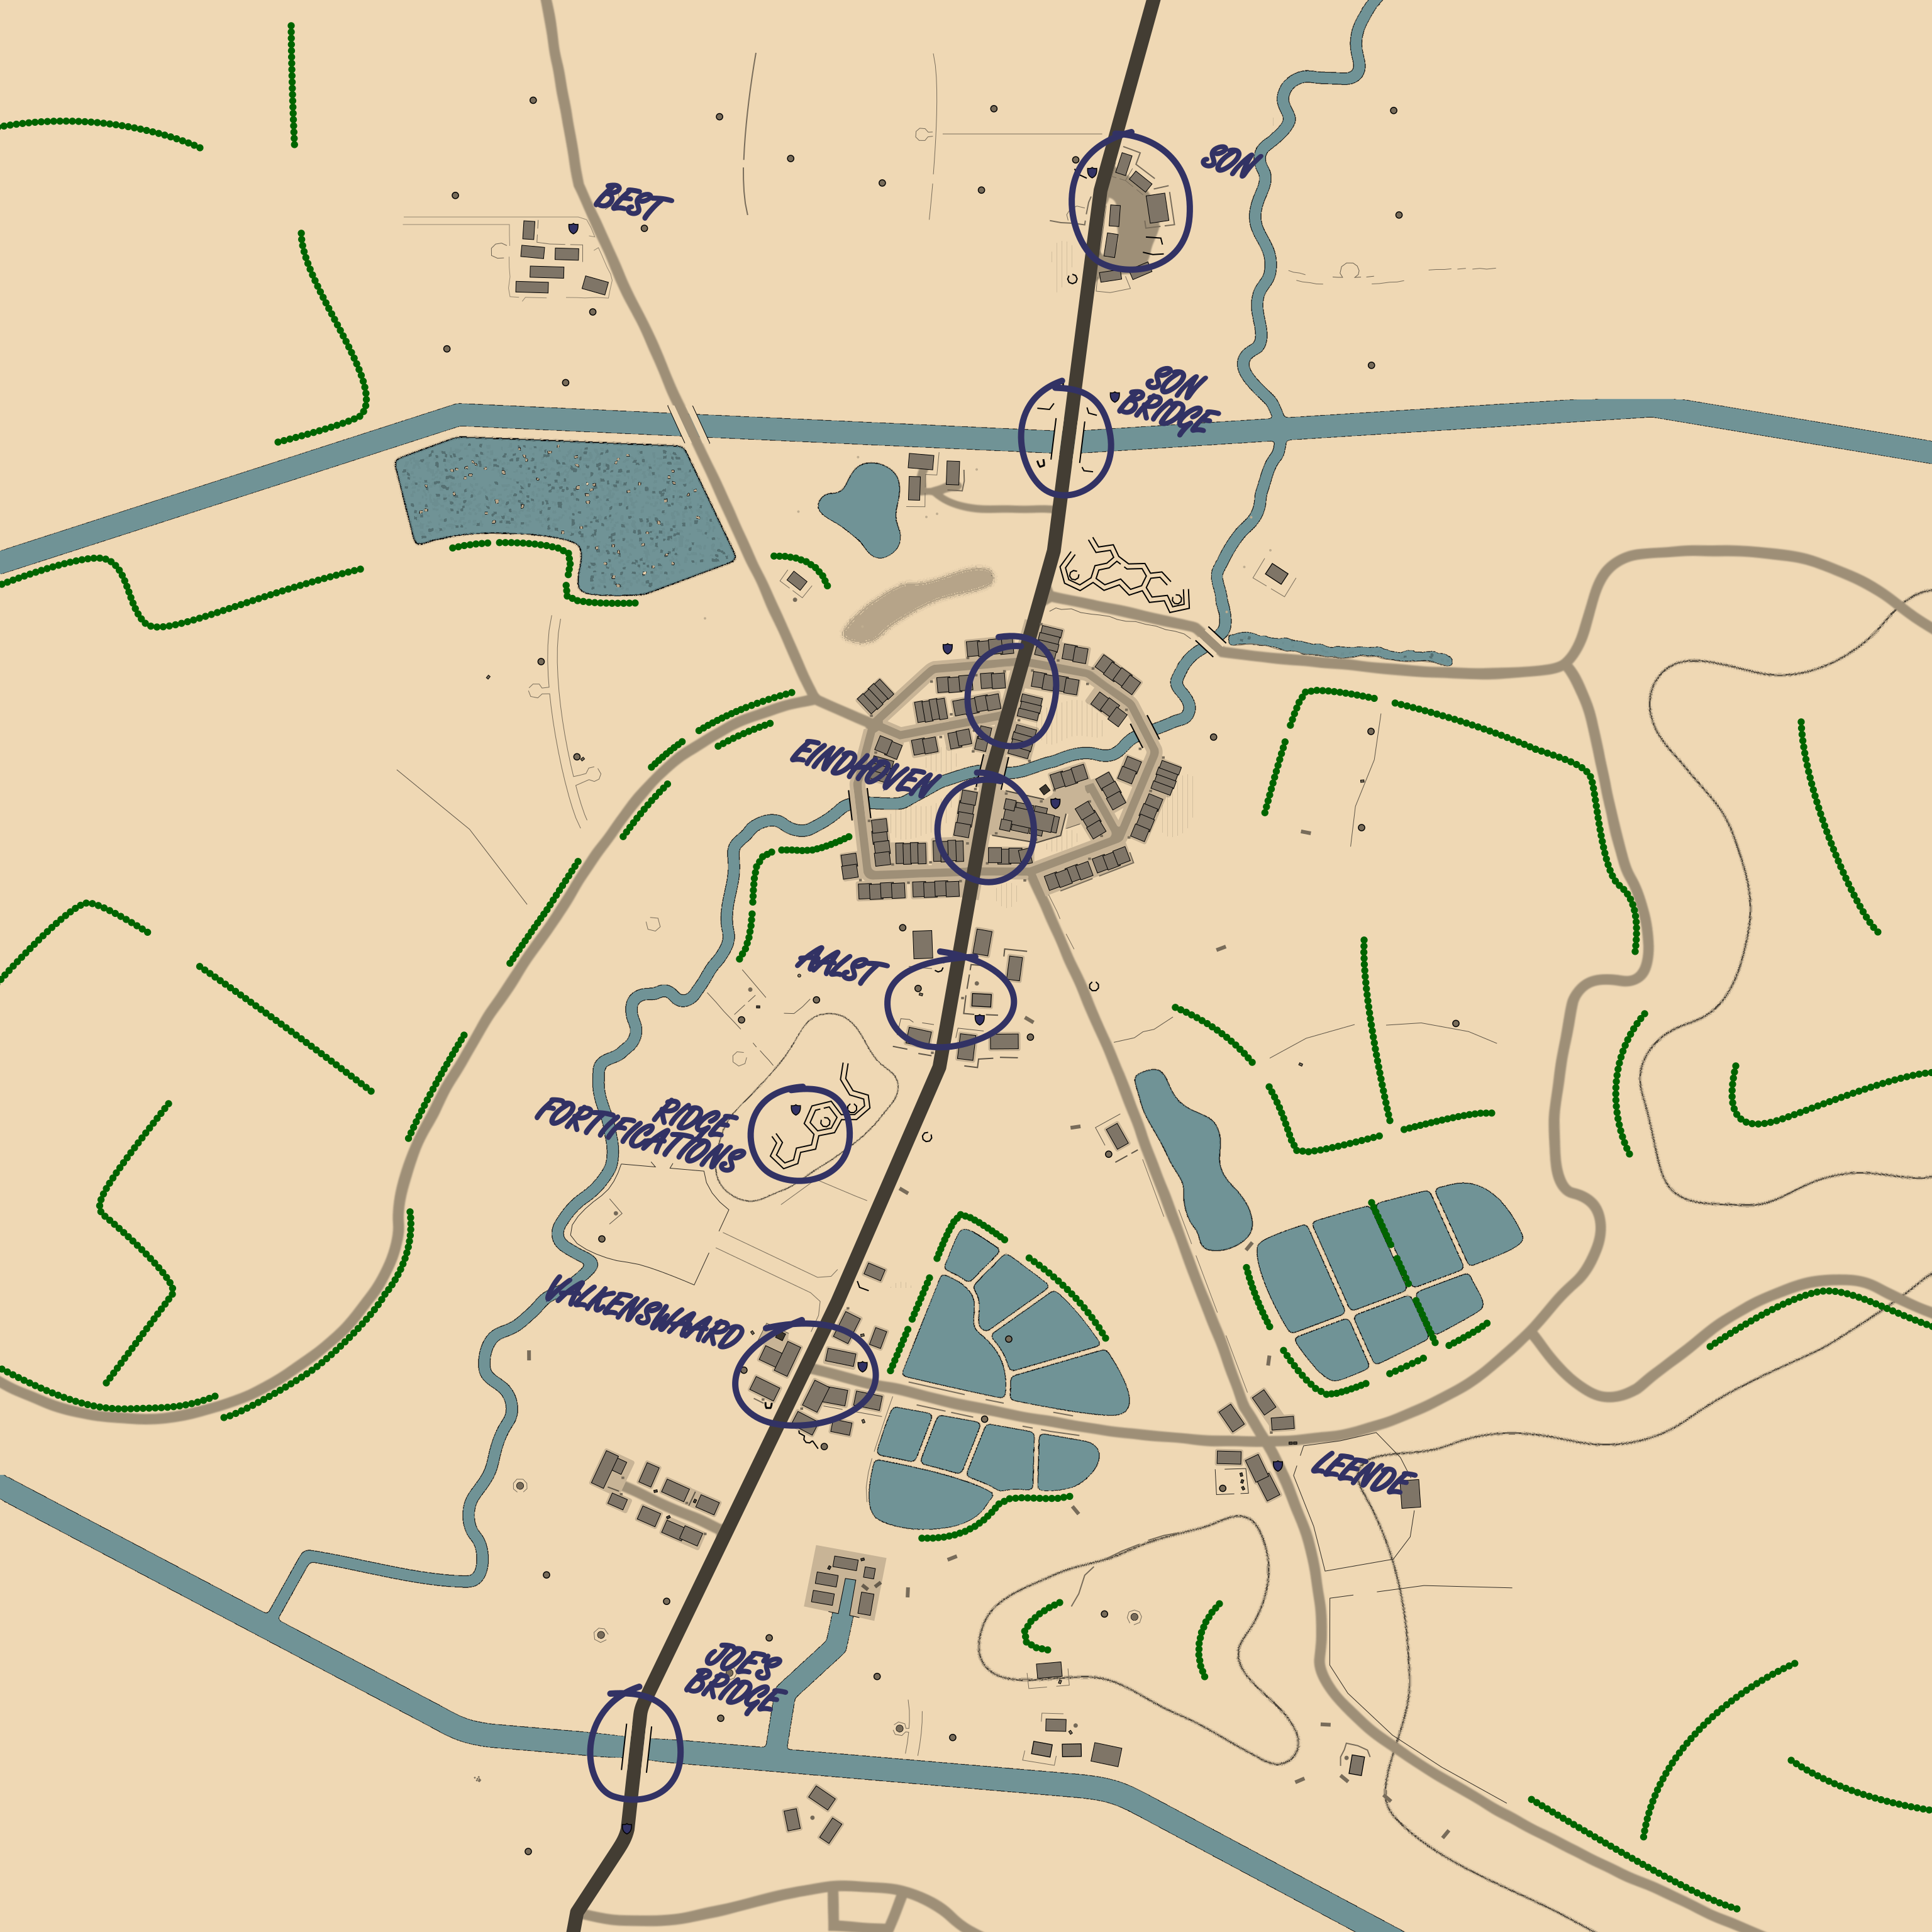 BEST
SON
SON
BRIDGE
EINDHOVEN
AALST
RIDGE
FORTIFICATIONS
VALKENSWAARD
LEENDE
JOE'S
BRIDGE